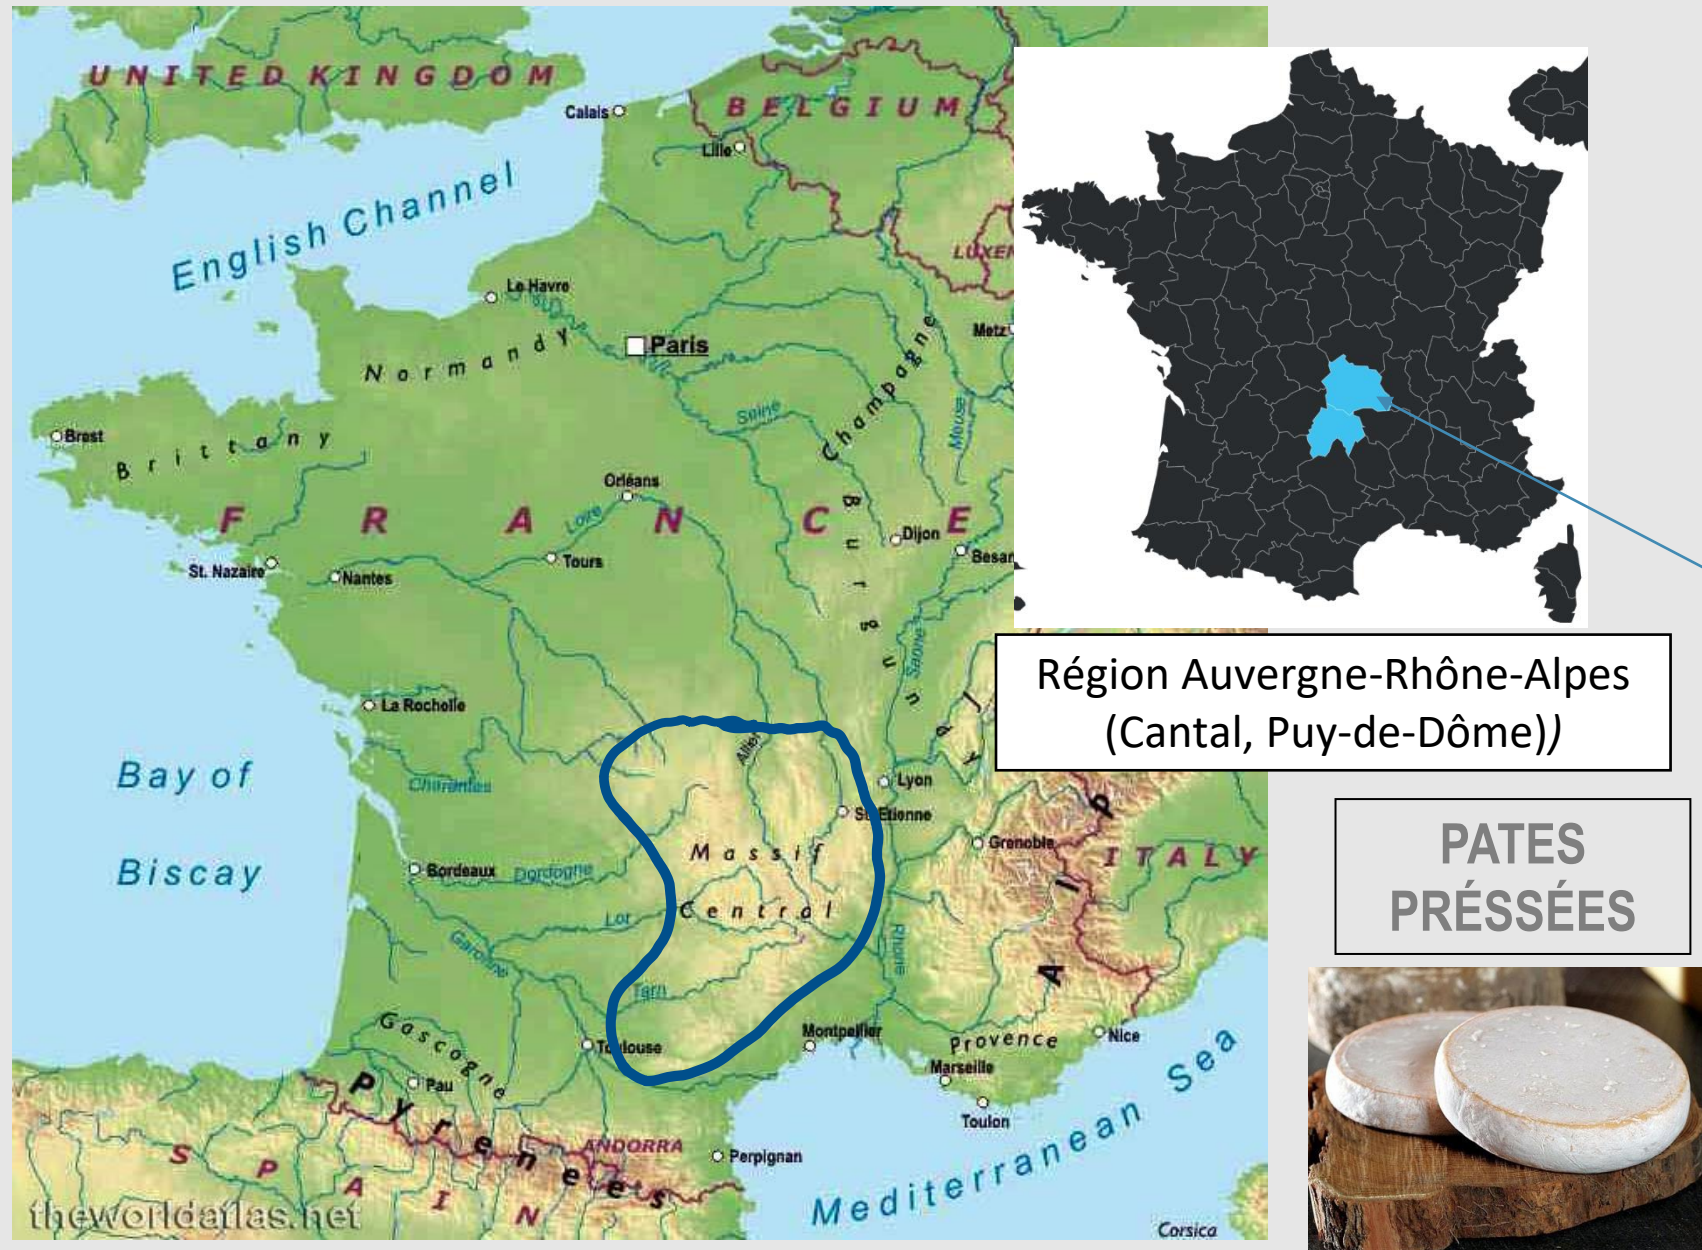 UNITED KINGDOM
BELGIUM
Calais
Lille
English Channel
LUXEM
Le Havre
Metz
Normandy
Paris
Champagne
Seine
Meuse
Brest
Brittany
Orléans
Loire
FRANCE
Burgundy
Dijon
Besan
St. Nazaire
Nantes
Tours
Saone
J
Région Auvergne-Rhône-Alpes
(Cantal, Puy-de-Dôme))
La Rochelle
Allier
Bay of
Biscay
Charentes
Lyon
St. Etienne
Grenoble
ITALY
Alp
PATES
PRÉSSÉES
Massif
Central
Bordeaux
Dordogne
Lot
Garonne
Rhone
Tarn
Gascogne
Toulouse
Montpellier
Provence
Nice
Marseille
Toulon
Pau
Pyrenees
ANDORRA
Perpignan
Mediterranean Sea
SPAIN
theworldatlas.net
Corsica